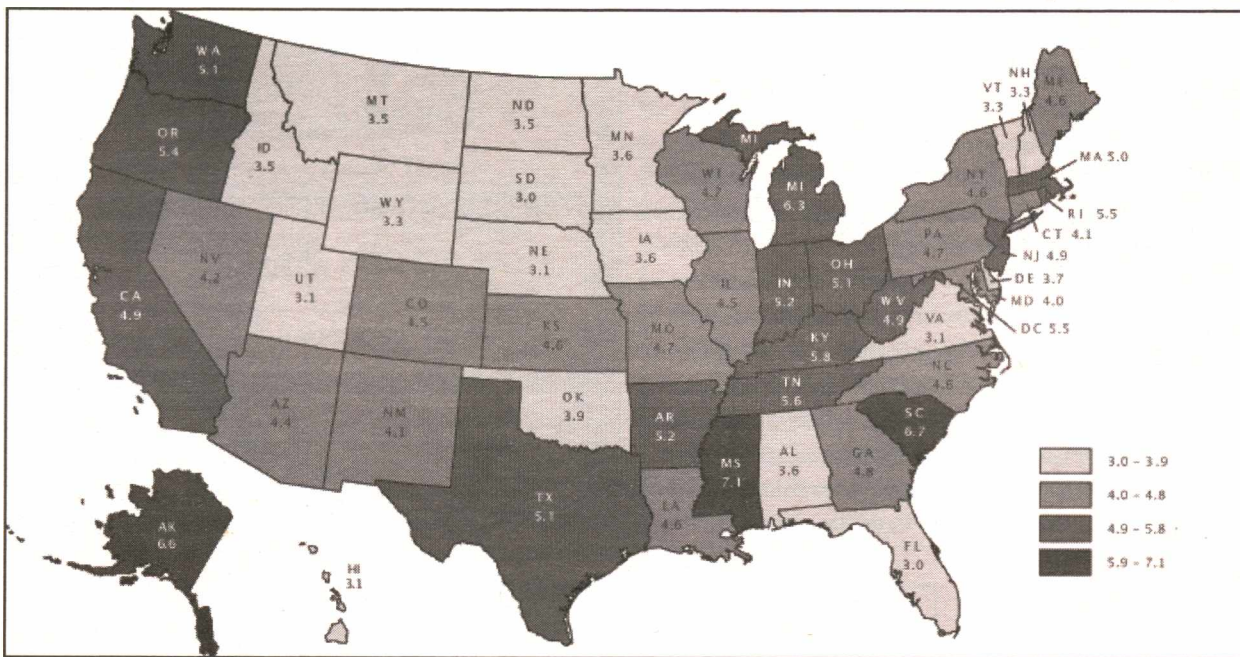 WA
5.1
OR
5.4
CA
4.9
NV
4.2
ID
3.5
MT
3.5
WY
3.3
UT
3.1
AZ
4.4
CO
4.5
NM
4.1
ND
3.5
SD
3.0
NE
3.1
KS
4.6
OK
3.9
TX
5.1
MN
3.6
IA
3.6
MO
4.7
AR
5.2
LA
4.6
WI
4.7
IL
4.5
MI
MI
6.3
IN
5.2
OH
5.1
KY
5.8
TN
5.6
MS
7.1
AL
3.6
GA
4.8
FL
3.0
SC
6.7
NC
4.6
VA
3.1
WV
4.9
PA
4.7
NY
4.6
VT
3.3
NH
3.3
ME
4.6
MA 5.0
RI 5.5
CT 4.1
NJ 4.9
DE 3.7
MD 4.0
DC 5.5
AK
6.6
HI
3.1
3.0 – 3.9
4.0 – 4.8
4.9 – 5.8
5.9 – 7.1